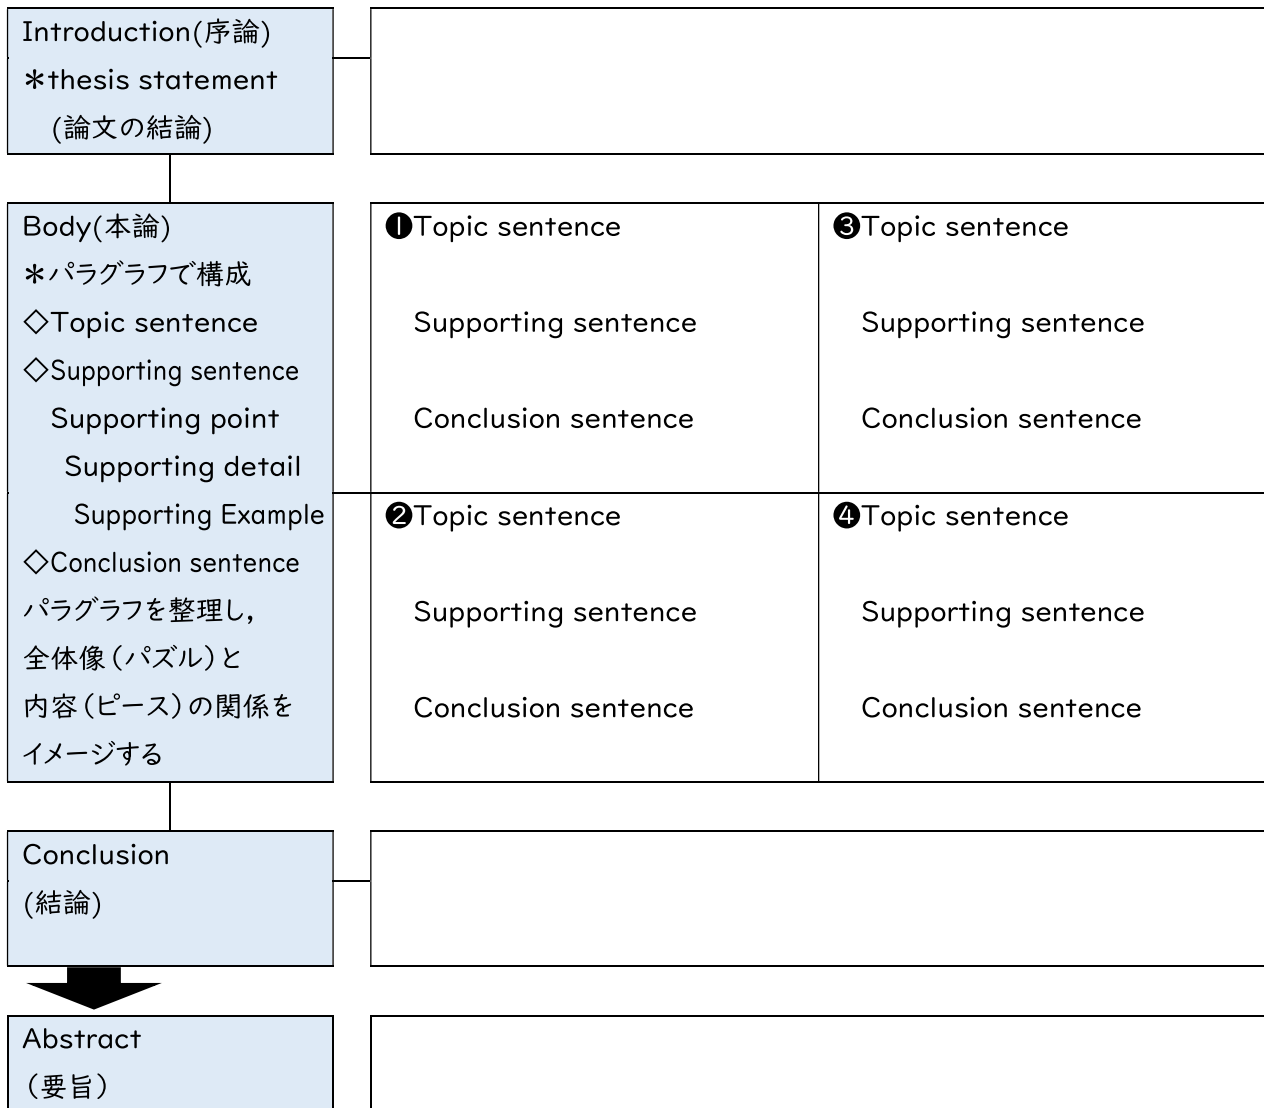 Introduction(序論)
＊thesis statement
(論文の結論)
Body(本論)
＊パラグラフで構成
◇Topic sentence
◇Supporting sentence
Supporting point
Supporting detail
Supporting Example
◇Conclusion sentence
パラグラフを整理し，
全体像（パズル）と
内容（ピース）の関係を
イメージする
❶Topic sentence
Supporting sentence
Conclusion sentence
❷Topic sentence
Supporting sentence
Conclusion sentence
❸Topic sentence
Supporting sentence
Conclusion sentence
❹Topic sentence
Supporting sentence
Conclusion sentence
Conclusion
(結論)
Abstract
（要旨）